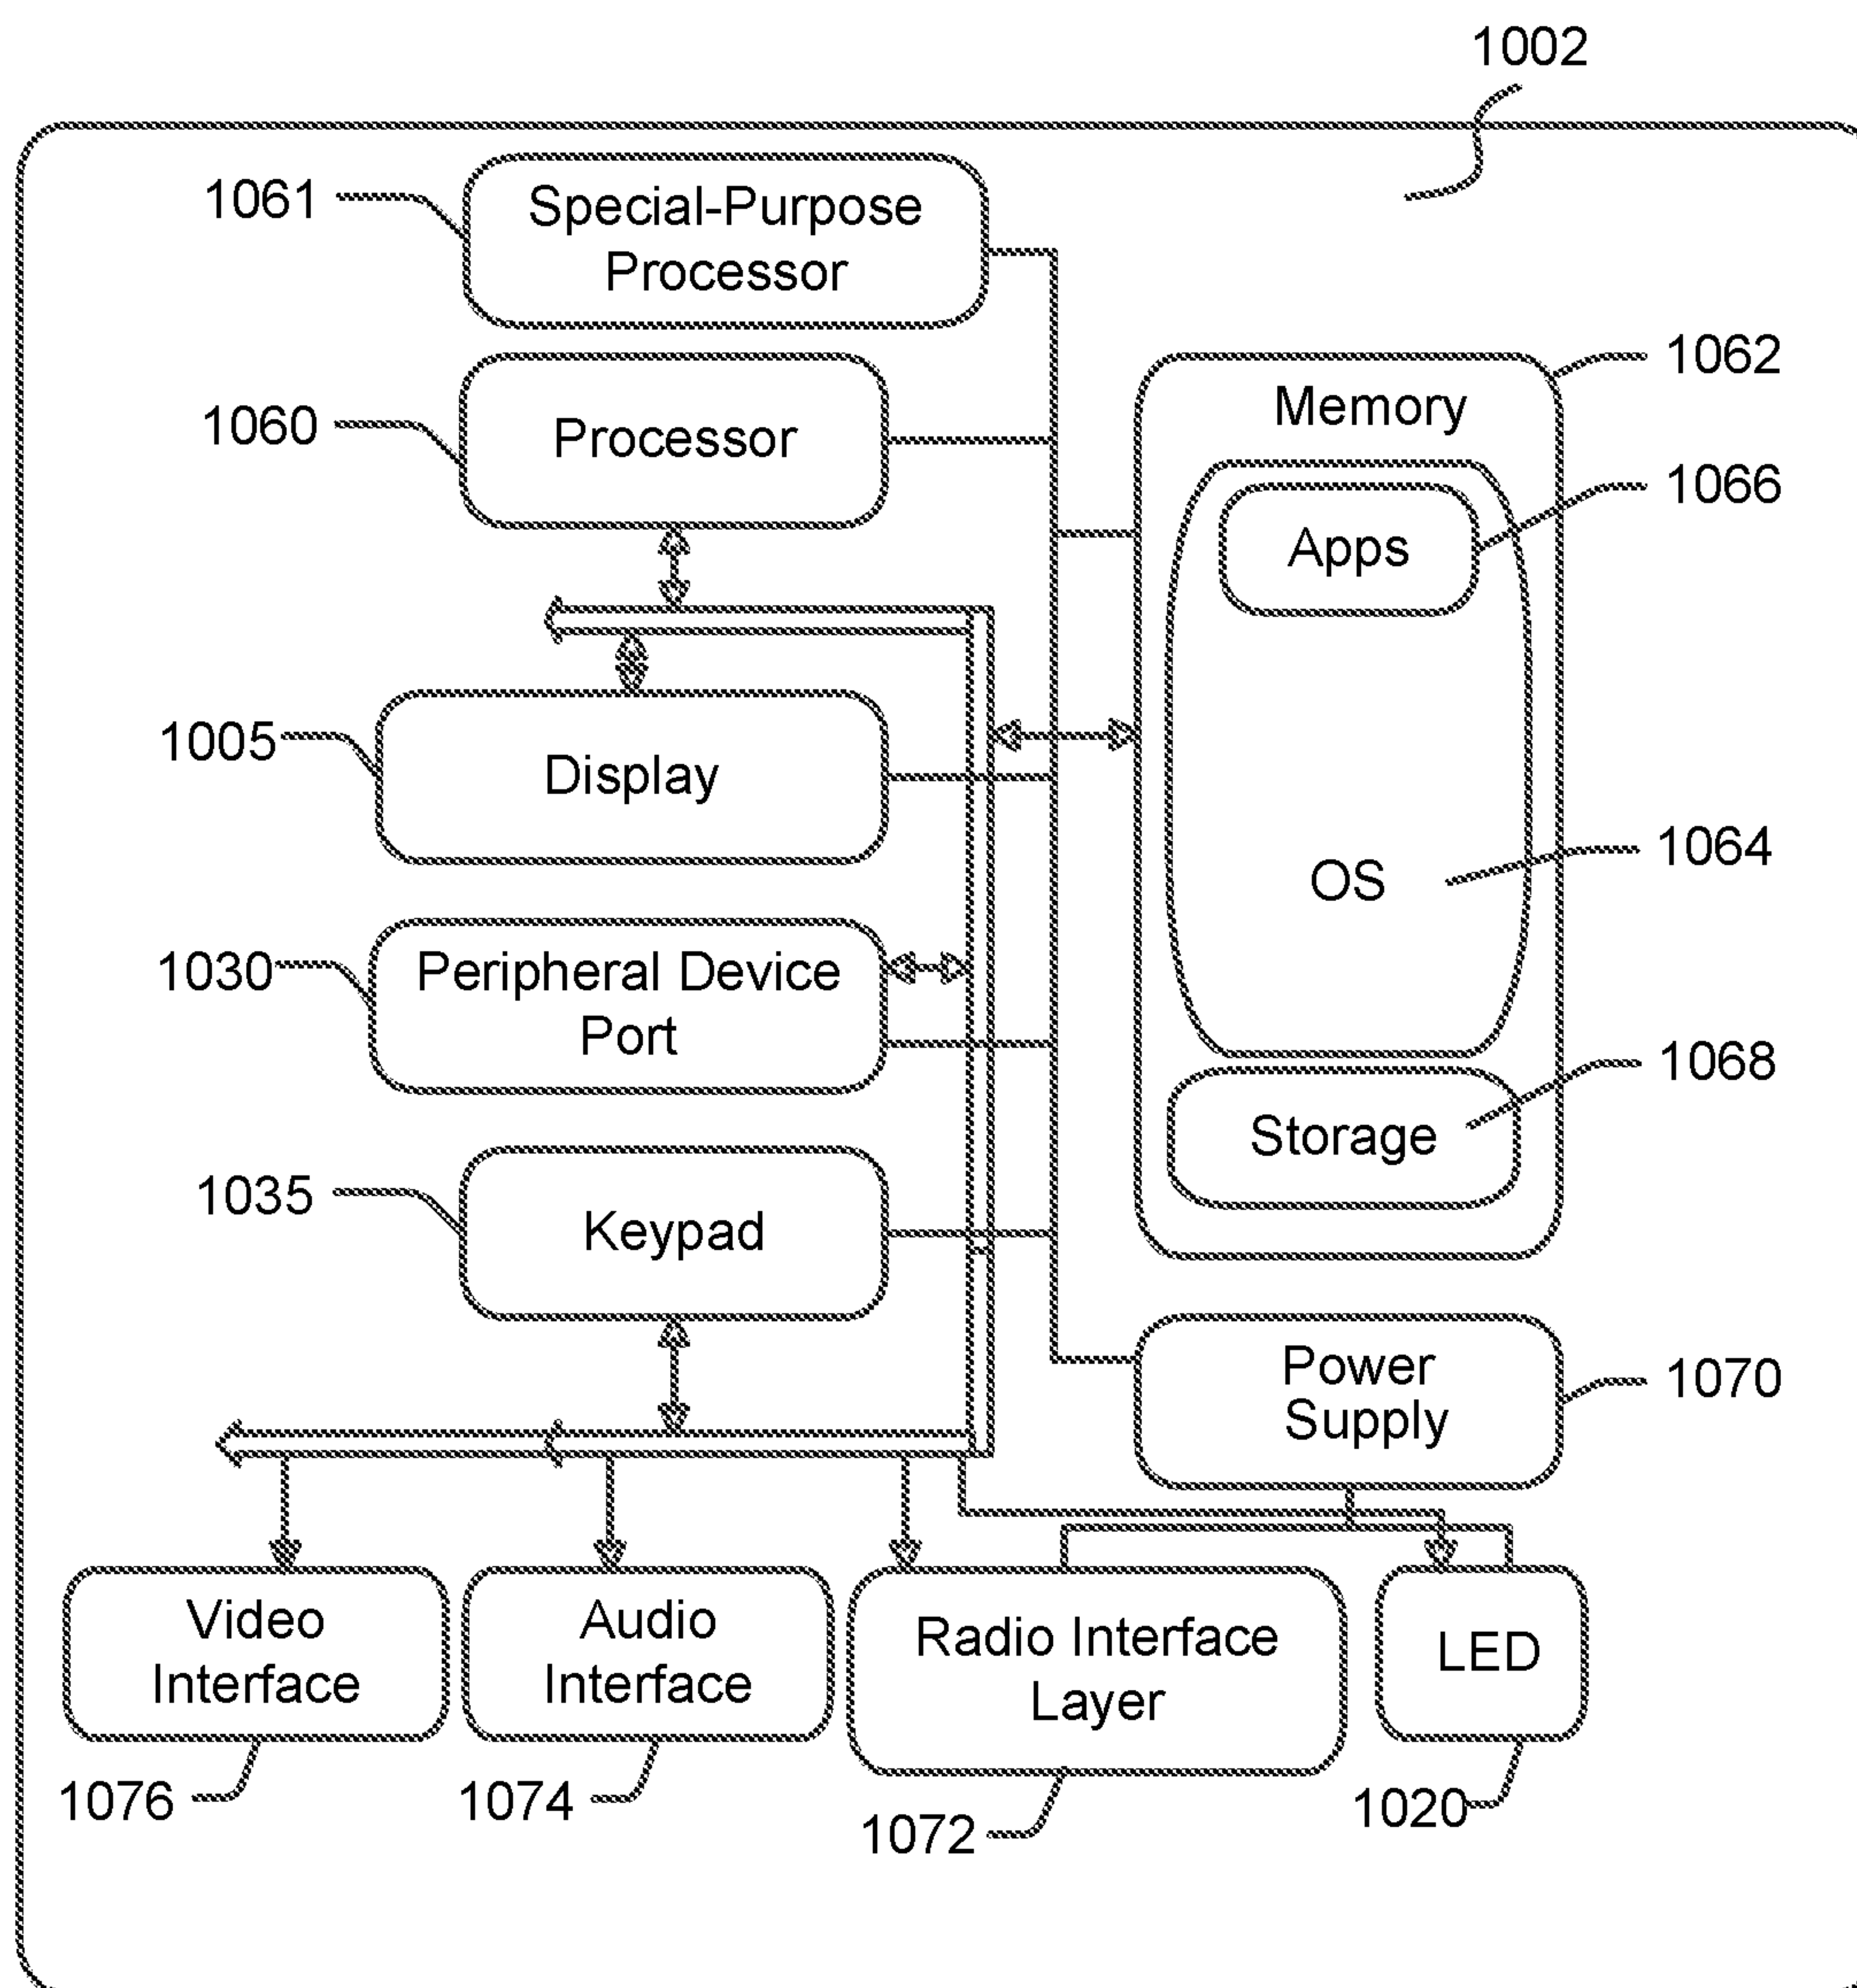 1002
1061
Special-Purpose
Processor
1062
Memory
1060
Processor
1066
Apps
1005
Display
1064
OS
1030
Peripheral Device
Port
1068
Storage
1035
Keypad
Power
Supply
1070
Video
Interface
Audio
Interface
Radio Interface
Layer
LED
1076
1074
1072
1020